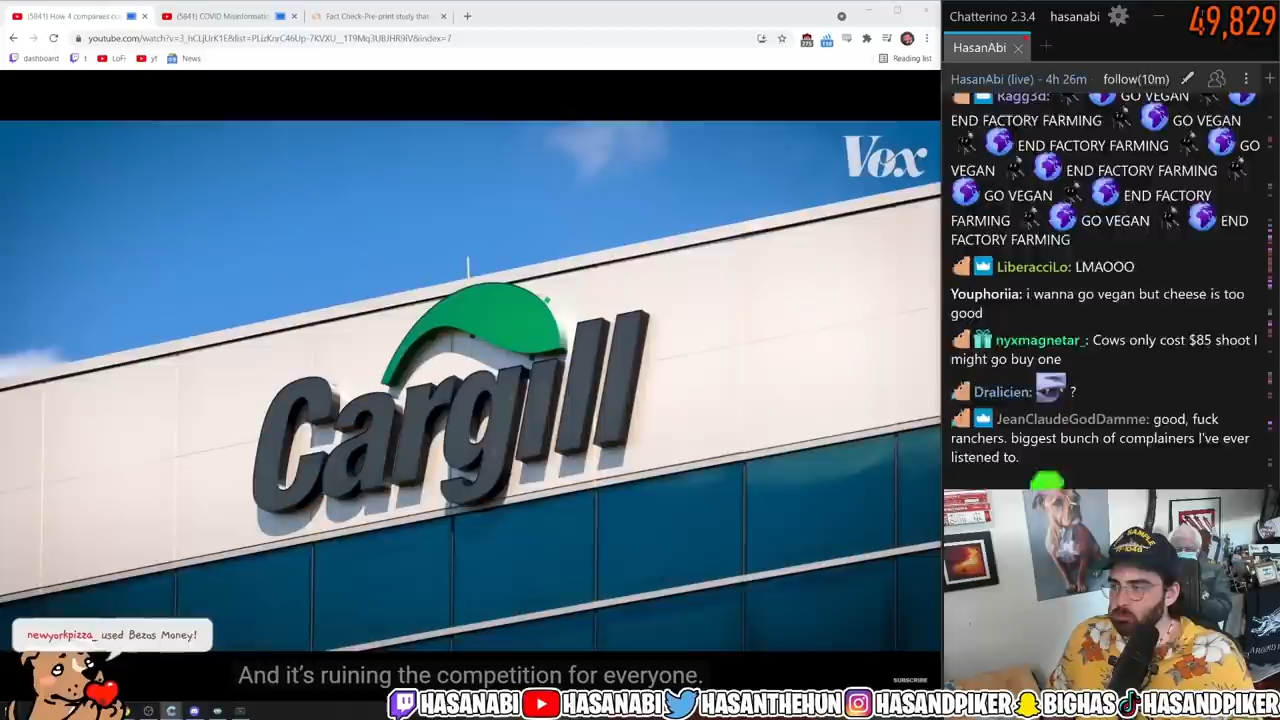 (5841) How 4 companies co
(5841) COVID Misinformatio
Fact Check-Pre-print study that
youtube.com/watch?v=3_hCLjUrK1E&list=PLizKnrC46Up-7KVXU__1T9Mq3UBJHR9iV&index=7
dashboard
t
LoFi
y!
News
Reading list
Vox
Cargill
newyorkpizza_ used Bezos Money!
And it's ruining the competition for everyone.
SUBSCRIBE
Chatterino 2.3.4
hasanabi
49,829
HasanAbi
HasanAbi (live) - 4h 26m
follow(10m)
Ragg3d: GO VEGAN
END FACTORY FARMING GO VEGAN
END FACTORY FARMING GO
VEGAN END FACTORY FARMING
GO VEGAN END FACTORY
FARMING GO VEGAN END
FACTORY FARMING
LiberacciLo: LMAOOO
Youphoriia: i wanna go vegan but cheese is too
good
nyxmagnetar_: Cows only cost $85 shoot I
might go buy one
Dralicien: ?
JeanClaudeGodDamme: good, fuck
ranchers. biggest bunch of complainers I've ever
listened to.
HASANABI HASANABI HASANTHEHUN HASANDPIKER BIGHAS HASANDPIKER